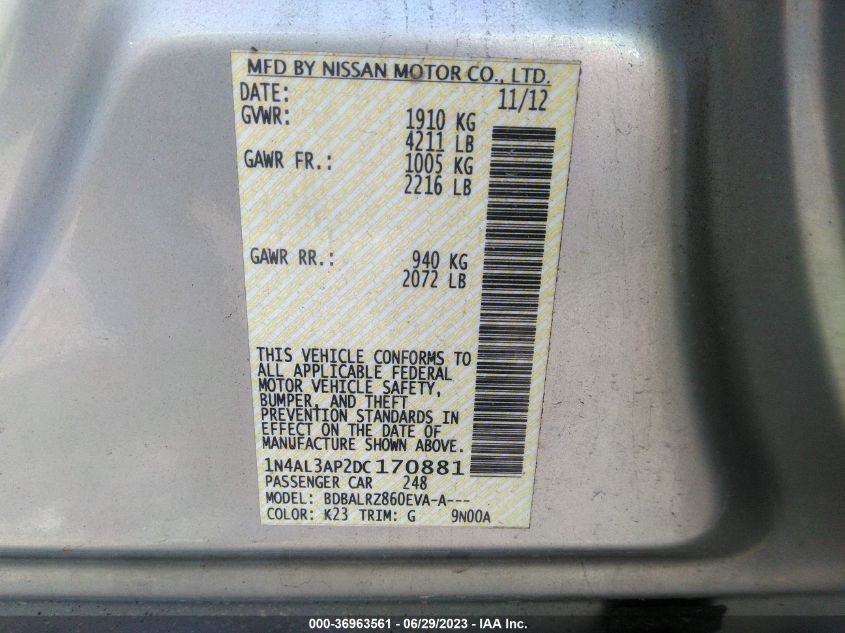 MFD BY NISSAN MOTOR CO., LTD.
DATE: 11/12
GVWR: 1910 KG
4211 LB
GAWR FR.: 1005 KG
2216 LB
GAWR RR.: 940 KG
2072 LB
THIS VEHICLE CONFORMS TO
ALL APPLICABLE FEDERAL
MOTOR VEHICLE SAFETY,
BUMPER, AND THEFT
PREVENTION STANDARDS IN
EFFECT ON THE DATE OF
MANUFACTURE SHOWN ABOVE.
1N4AL3AP2DC170881
PASSENGER CAR 248
MODEL: BDBALRZ860EVA-A---
COLOR: K23 TRIM: G 9N00A
000-36963561 - 06/29/2023 - IAA Inc.